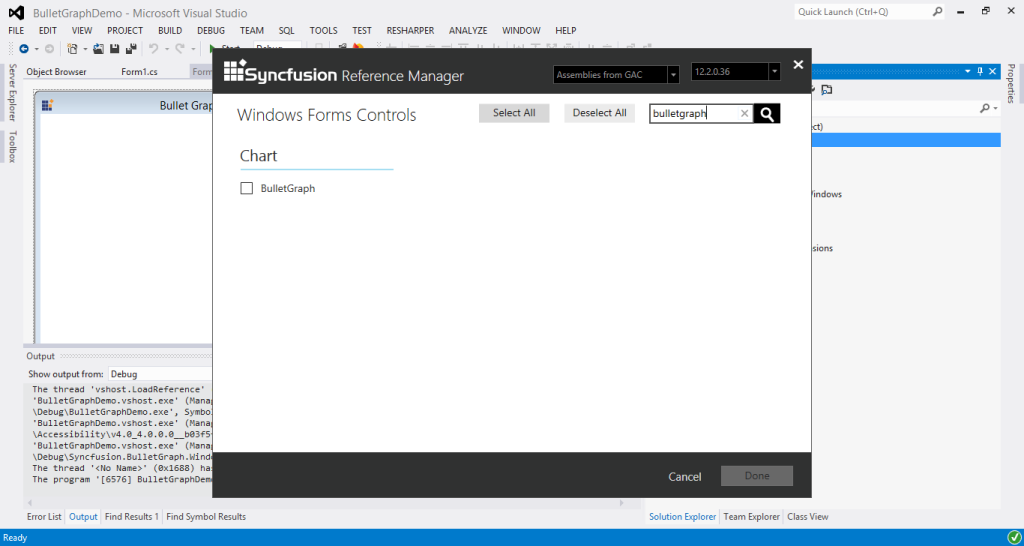 BulletGraphDemo - Microsoft Visual Studio
Quick Launch (Ctrl+Q)
FILE EDIT VIEW PROJECT BUILD DEBUG TEAM SQL TOOLS TEST RESHARPER ANALYZE WINDOW HELP
Start Debug
Object Browser Form1.cs Form
Server Explorer
Toolbox
Properties
Bullet Grap
Syncfusion Reference Manager
Assemblies from GAC
12.2.0.36
Windows Forms Controls
Select All
Deselect All
bulletgraph
Chart
BulletGraph
ct)
Windows
sions
Output
Show output from: Debug
The thread 'vshost.LoadReference'
'BulletGraphDemo.vshost.exe' (Manag
\Debug\BulletGraphDemo.exe', Symbol
'BulletGraphDemo.vshost.exe' (Manag
\Accessibility\v4.0_4.0.0.0__b03f5
'BulletGraphDemo.vshost.exe' (Manag
\Debug\Syncfusion.BulletGraph.Windo
The thread '<No Name>' (0x1688) has
The program '[6576] BulletGraphDemo
Cancel
Done
Error List Output Find Results 1 Find Symbol Results
Solution Explorer Team Explorer Class View
Ready